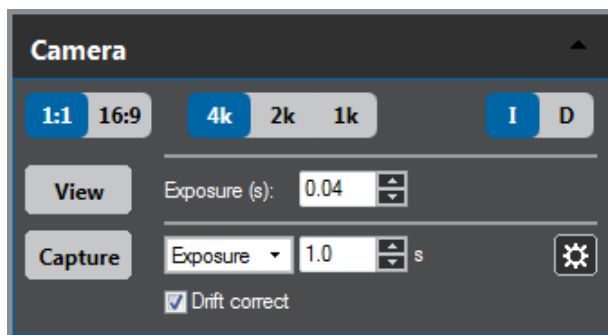 Camera
1:1 16:9 4k 2k 1k I D
View Exposure (s): 0.04
Capture Exposure 1.0 s
Drift correct